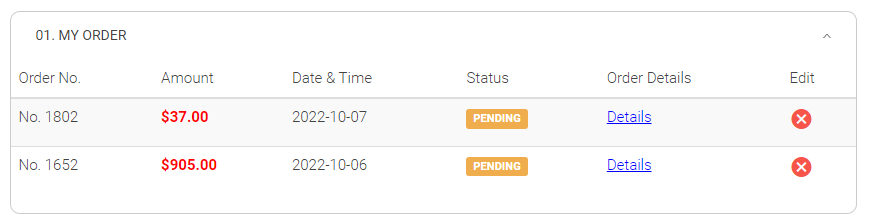 01. MY ORDER
Order No. Amount Date & Time Status Order Details Edit
No. 1802 $37.00 2022-10-07 PENDING Details
No. 1652 $905.00 2022-10-06 PENDING Details